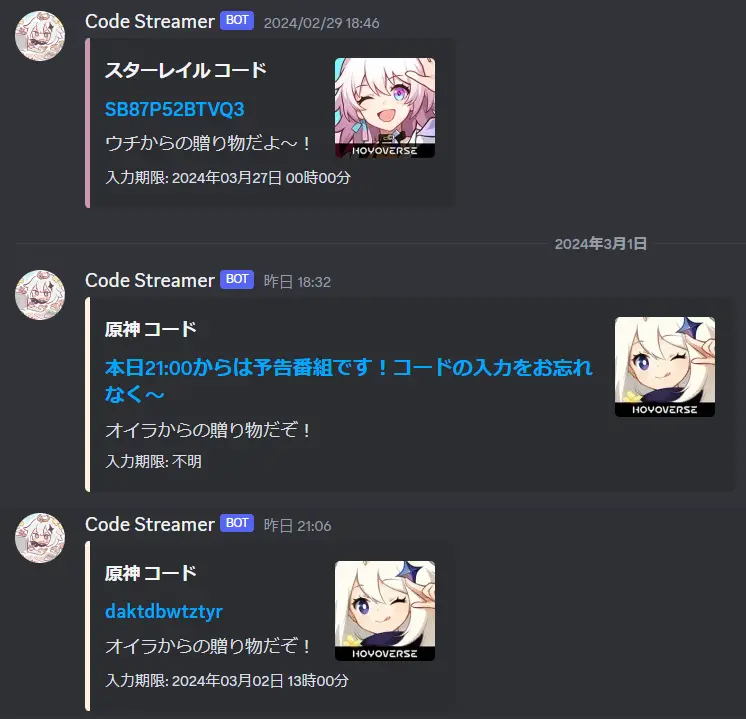 Code Streamer BOT 2024/02/29 18:46
スターレイル コード
SB87P52BTVQ3
ウチからの贈り物だよ～！
HOYOVERSE
入力期限: 2024年03月27日 00時00分
2024年3月1日
Code Streamer BOT 昨日 18:32
原神 コード
本日21:00からは予告番組です！コードの入力をお忘れ
なく～
HOYOVERSE
オイラからの贈り物だぞ！
入力期限: 不明
Code Streamer BOT 昨日 21:06
原神 コード
daktdbwtztyr
オイラからの贈り物だぞ！
HOYOVERSE
入力期限: 2024年03月02日 13時00分